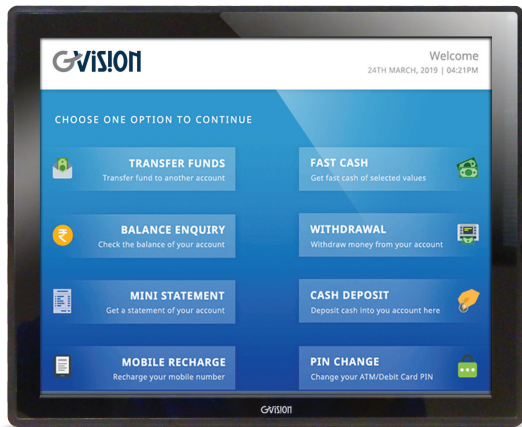 GVISION
Welcome
24TH MARCH, 2019 | 04:21PM
CHOOSE ONE OPTION TO CONTINUE
TRANSFER FUNDS
Transfer fund to another account
FAST CASH
Get fast cash of selected values
BALANCE ENQUIRY
Check the balance of your account
WITHDRAWAL
Withdraw money from your account
MINI STATEMENT
Get a statement of your account
CASH DEPOSIT
Deposit cash into you account here
MOBILE RECHARGE
Recharge your mobile number
PIN CHANGE
Change your ATM/Debit Card PIN
GVISION